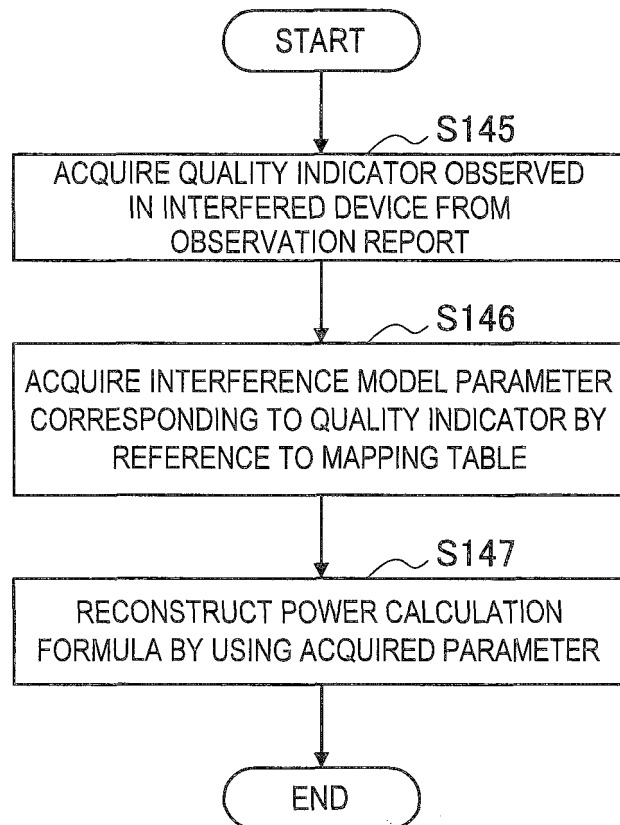 START
S145
ACQUIRE QUALITY INDICATOR OBSERVED
IN INTERFERED DEVICE FROM
OBSERVATION REPORT
S146
ACQUIRE INTERFERENCE MODEL PARAMETER
CORRESPONDING TO QUALITY INDICATOR BY
REFERENCE TO MAPPING TABLE
S147
RECONSTRUCT POWER CALCULATION
FORMULA BY USING ACQUIRED PARAMETER
END